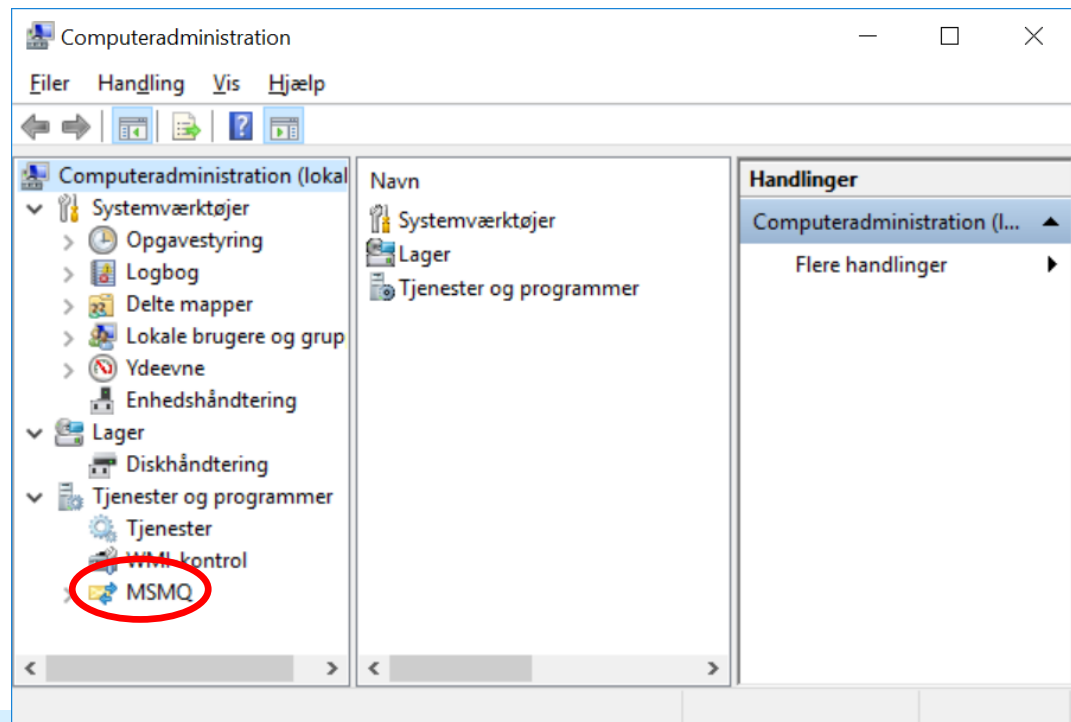 Computeradministration
Filer Handling Vis Hjælp
Computeradministration (lokal
Systemværktøjer
Opgavestyring
Logbog
Delte mapper
Lokale brugere og grup
Ydeevne
Enhedshåndtering
Lager
Diskhåndtering
Tjenester og programmer
Tjenester
WMI-kontrol
MSMQ
Navn
Systemværktøjer
Lager
Tjenester og programmer
Handlinger
Computeradministration (l...
Flere handlinger